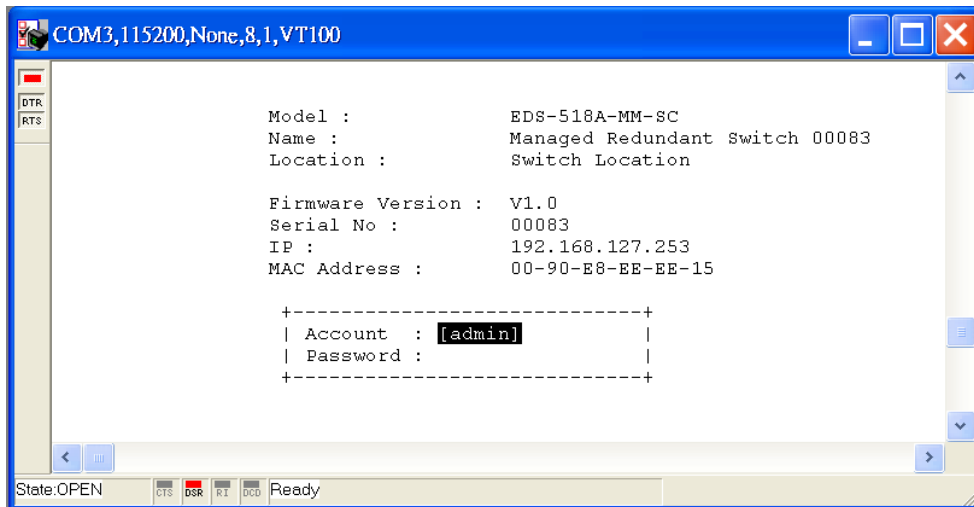 COM3,115200,None,8,1,VT100
DTR
RTS
Model : EDS-518A-MM-SC
Name : Managed Redundant Switch 00083
Location : Switch Location
Firmware Version : V1.0
Serial No : 00083
IP : 192.168.127.253
MAC Address : 00-90-E8-EE-EE-15
+-----------------------------+
| Account : [admin] |
| Password : |
+-----------------------------+
State:OPEN CTS DSR RI DCD Ready